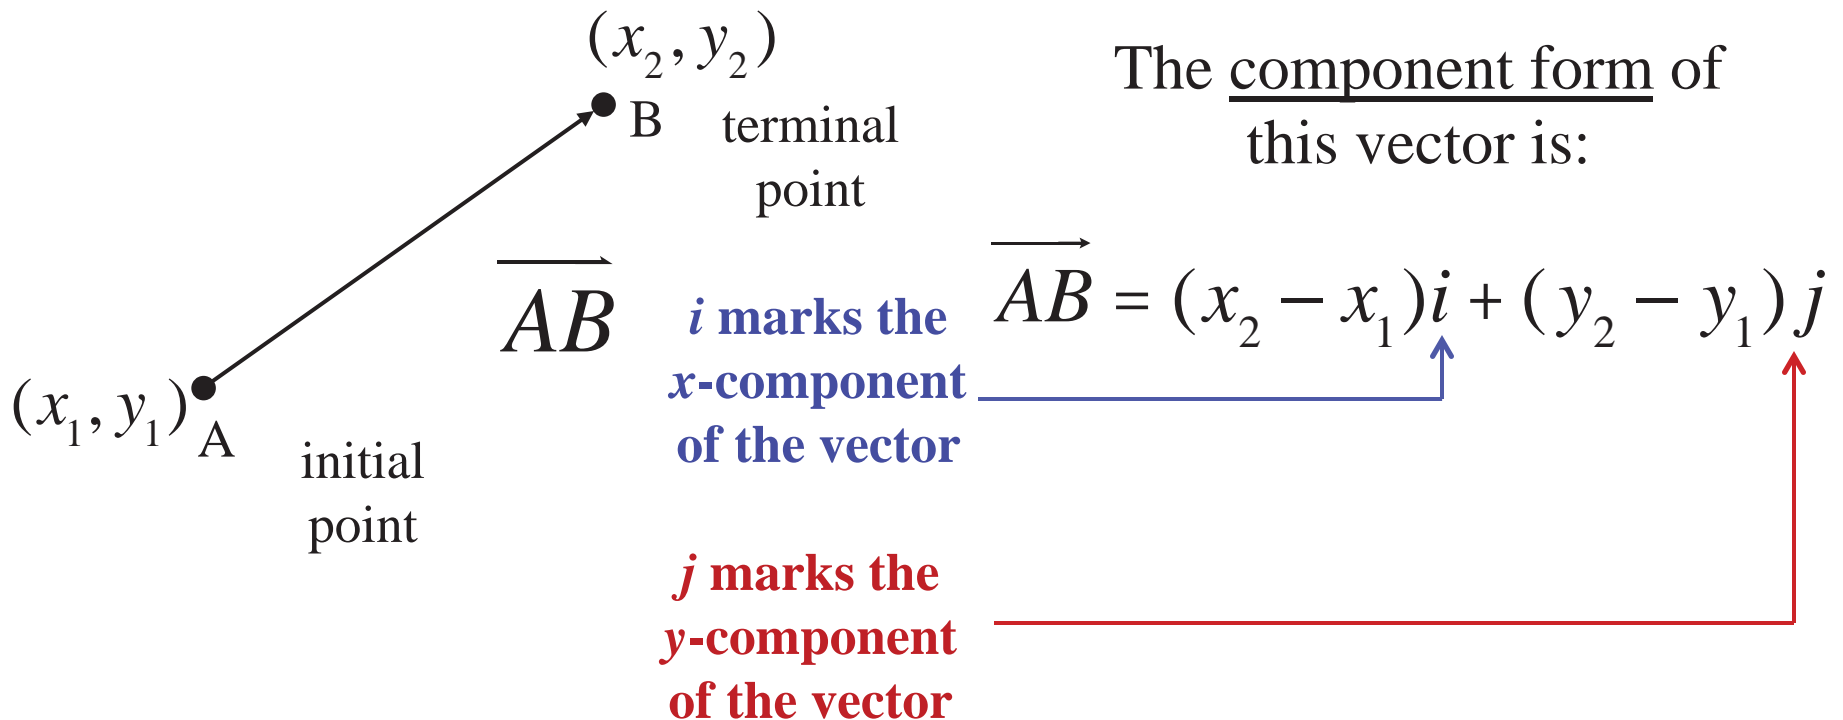 (x₂, y₂)
B
terminal
point
AB
(x₁, y₁)
A
initial
point
The component form of
this vector is:
AB = (x₂ − x₁)i + (y₂ − y₁)j
i marks the
x-component
of the vector
j marks the
y-component
of the vector